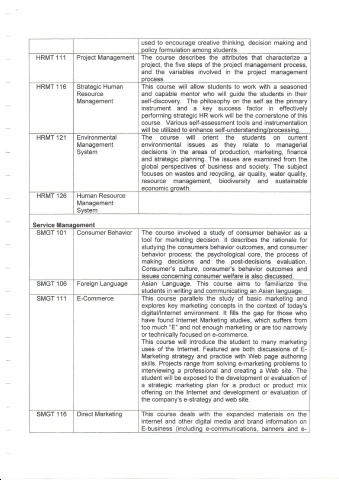 used to encourage creative thinking, decision making and
policy formulation among students.
HRMT 111 Project Management The course describes the attributes that characterize a
project, the five steps of the project management process,
and the variables involved in the project management
process.
HRMT 116 Strategic Human Resource Management This course will allow students to work with a seasoned
and capable mentor who will guide the students in their
self-discovery. The philosophy on the self as the primary
instrument and a key success factor in effectively
performing strategic HR work will be the cornerstone of this
course. Various self-assessment tools and instrumentation
will be utilized to enhance self-understanding/processing.
HRMT 121 Environmental Management System The course will orient the students on current
environmental issues as they relate to managerial
decisions in the areas of production, marketing, finance
and strategic planning. The issues are examined from the
global perspectives of business and society. The subject
focuses on wastes and recycling, air quality, water quality,
resource management, biodiversity and sustainable
economic growth.
HRMT 126 Human Resource
Management
System
Service Management
SMGT 101 Consumer Behavior The course involved a study of consumer behavior as a
tool for marketing decision. It describes the rationale for
studying the consumers behavior outcomes, and consumer
behavior process: the psychological core, the process of
making decisions and the post-decisions evaluation.
Consumer's culture, consumer's behavior outcomes and
issues concerning consumer welfare is also discussed.
SMGT 106 Foreign Language Asian Language. This course aims to familiarize the
students in writing and communicating an Asian language.
SMGT 111 E-Commerce This course parallels the study of basic marketing and
explores key marketing concepts in the context of today's
digital/internet environment. It fills the gap for those who
have found Internet Marketing studies, which suffers from
too much "E" and not enough marketing or are too narrowly
or technically focused on e-commerce.
This course will introduce the student to many marketing
uses of the Internet. Featured are both discussions of E-
Marketing strategy and practice with Web page authoring
skills. Projects range from solving e-marketing problems to
interviewing a professional and creating a Web site. The
student will be exposed to the development or evaluation of
a strategic marketing plan for a product or product mix
offering on the Internet and development or evaluation of
the company's e-strategy and web site.
SMGT 116 Direct Marketing This course deals with the expanded materials on the
internet and other digital media and brand information on
E-business (including e-communications, banners and e-